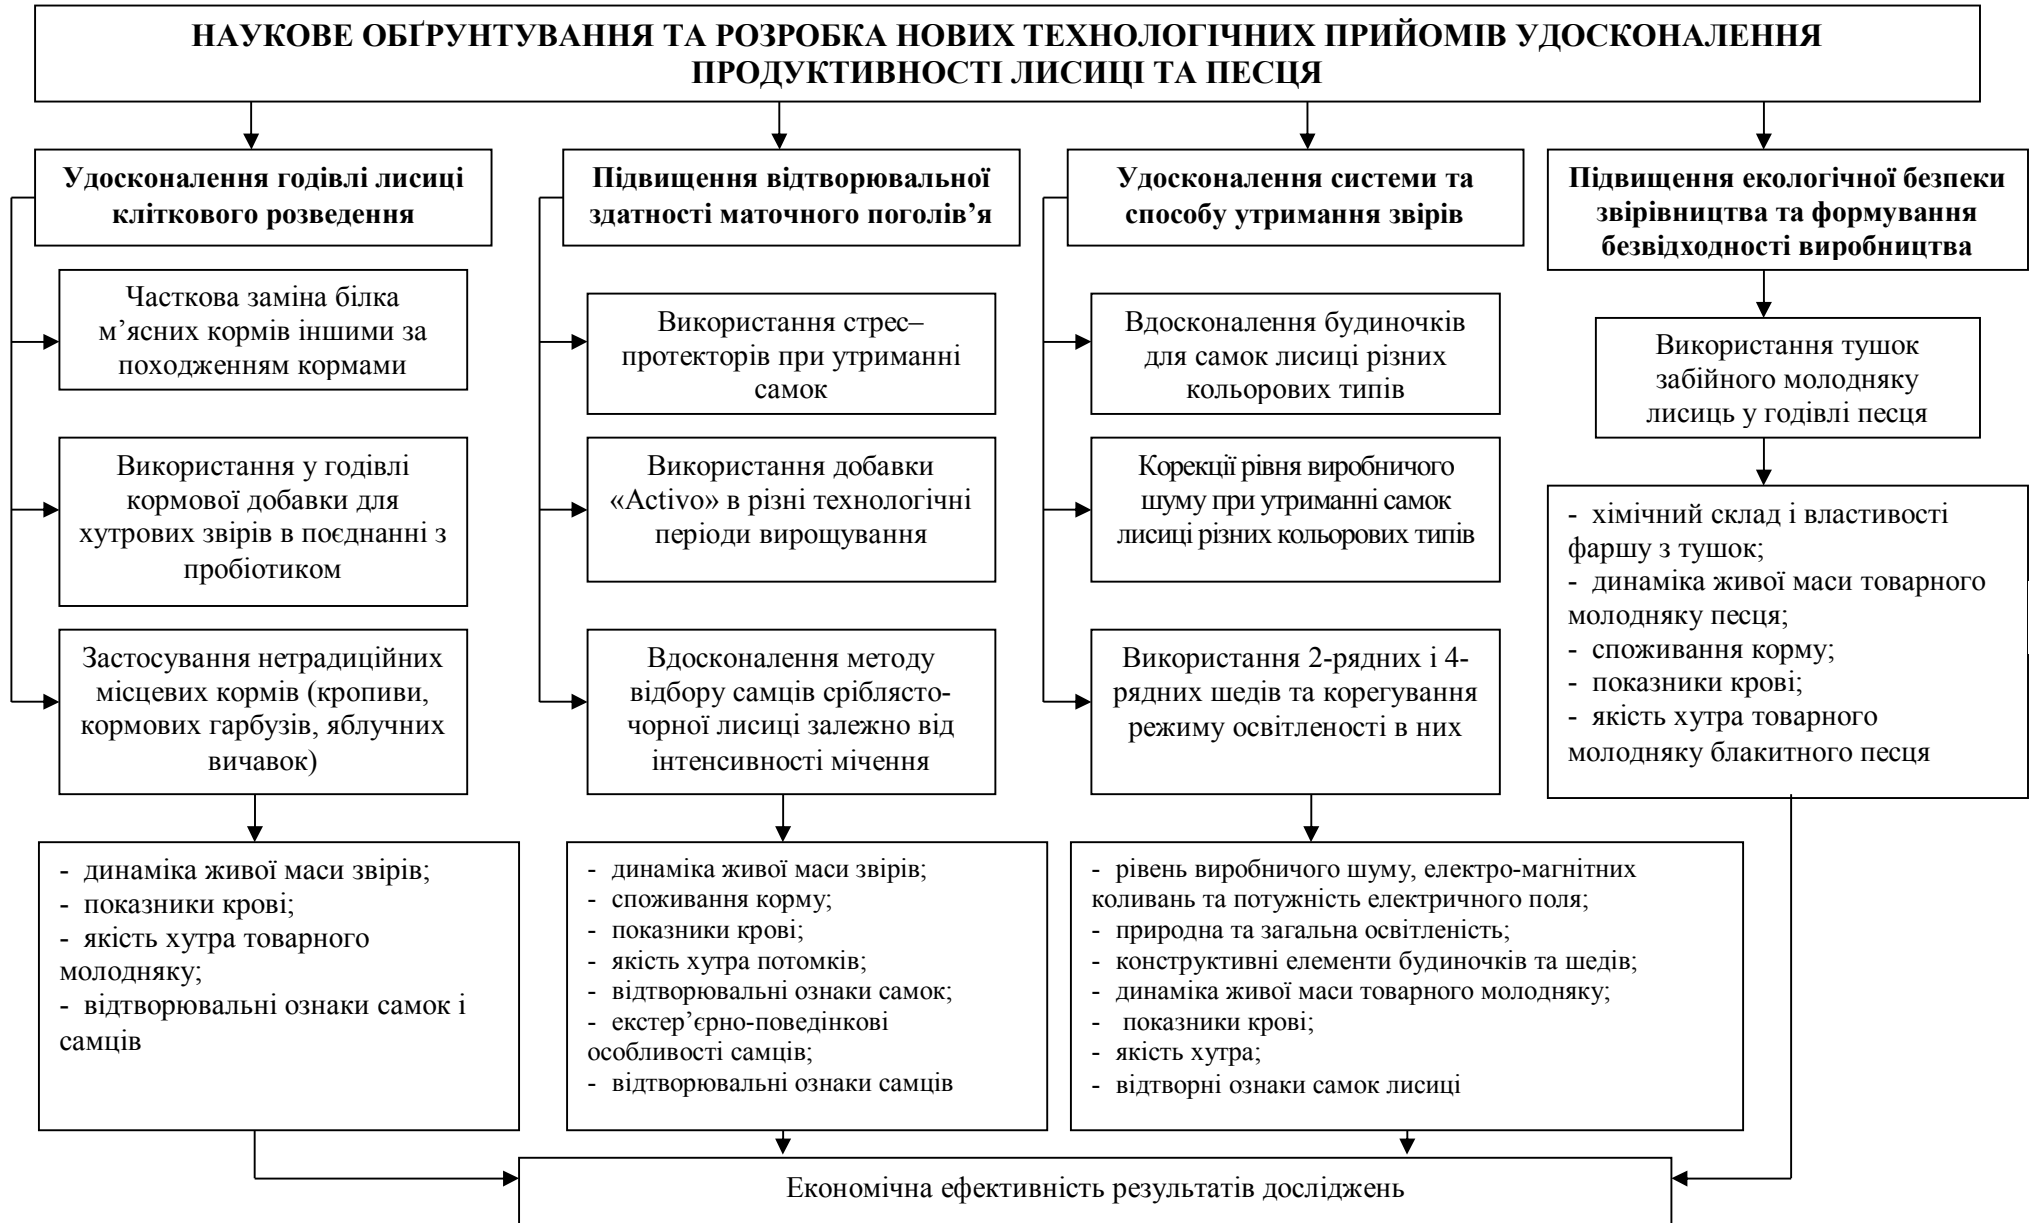 НАУКОВЕ ОБҐРУНТУВАННЯ ТА РОЗРОБКА НОВИХ ТЕХНОЛОГІЧНИХ ПРИЙОМІВ УДОСКОНАЛЕННЯ
ПРОДУКТИВНОСТІ ЛИСИЦІ ТА ПЕСЦЯ
Удосконалення годівлі лисиці
кліткового розведення
Часткова заміна білка
м’ясних кормів іншими за
походженням кормами
Використання у годівлі
кормової добавки для
хутрових звірів в поєднанні з
пробіотиком
Застосування нетрадиційних
місцевих кормів (кропиви,
кормових гарбузів, яблучних
вичавок)
- динаміка живої маси звірів;
- показники крові;
- якість хутра товарного
молодняку;
- відтворювальні ознаки самок і
самців
Підвищення відтворювальної
здатності маточного поголів’я
Використання стрес–
протекторів при утриманні
самок
Використання добавки
«Activo» в різні технологічні
періоди вирощування
Вдосконалення методу
відбору самців сріблясто-
чорної лисиці залежно від
інтенсивності мічення
- динаміка живої маси звірів;
- споживання корму;
- показники крові;
- якість хутра потомків;
- відтворювальні ознаки самок;
- екстер’єрно-поведінкові
особливості самців;
- відтворювальні ознаки самців
Удосконалення системи та
способу утримання звірів
Вдосконалення будиночків
для самок лисиці різних
кольорових типів
Корекції рівня виробничого
шуму при утриманні самок
лисиці різних кольорових типів
Використання 2-рядних і 4-
рядних шедів та корегування
режиму освітленості в них
- рівень виробничого шуму, електро-магнітних
коливань та потужність електричного поля;
- природна та загальна освітленість;
- конструктивні елементи будиночків та шедів;
- динаміка живої маси товарного молодняку;
- показники крові;
- якість хутра;
- відтворні ознаки самок лисиці
Підвищення екологічної безпеки
звірівництва та формування
безвідходності виробництва
Використання тушок
забійного молодняку
лисиць у годівлі песця
- хімічний склад і властивості
фаршу з тушок;
- динаміка живої маси товарного
молодняку песця;
- споживання корму;
- показники крові;
- якість хутра товарного
молодняку блакитного песця
Економічна ефективність результатів досліджень